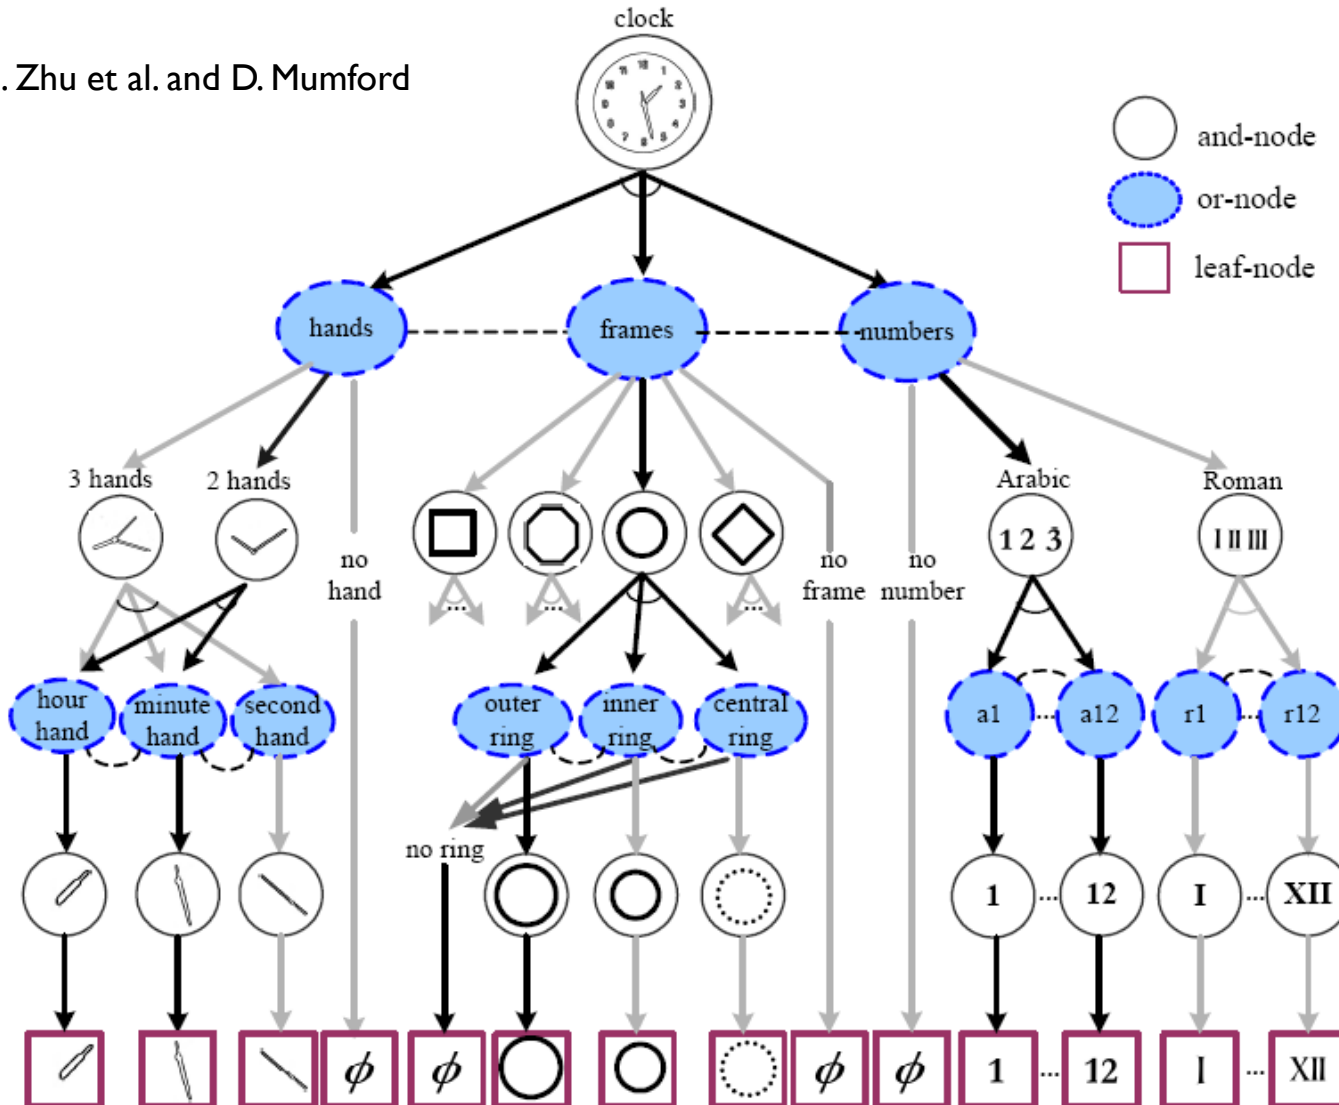 clock
. Zhu et al. and D. Mumford
and-node
or-node
leaf-node
hands
frames
numbers
3 hands
2 hands
no
hand
no
frame
no
number
Arabic
1 2 3
Roman
I II III
...
...
...
hour
hand
minute
hand
second
hand
outer
ring
inner
ring
central
ring
a1
...
a12
r1
...
r12
no ring
1
...
12
I
...
XII
ϕ
ϕ
ϕ
ϕ
1
...
12
I
...
XII